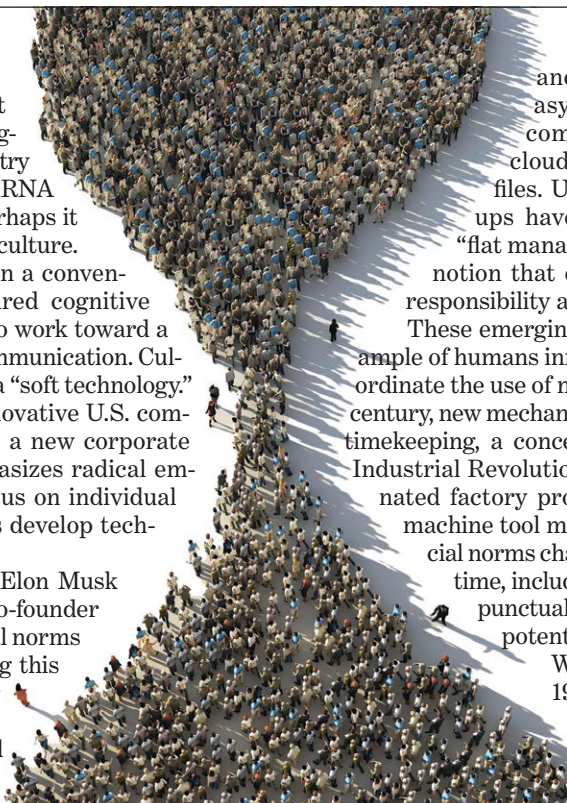 t
g-
try
RNA
rhaps it
culture.
n a conven-
red cognitive
o work toward a
mmunication. Cul-
a “soft technology.”
novative U.S. com-
a new corporate
asizes radical em-
us on individual
s develop tech-
Elon Musk
o-founder
l norms
g this
l
and
asy
com
cloud
files. U
ups have
“flat mana
notion that
responsibility a
These emergin
ample of humans inn
ordinate the use of n
century, new mechan
timekeeping, a conce
Industrial Revolutio
nated factory pro
machine tool m
cial norms cha
time, includ
punctual
potent
W
19